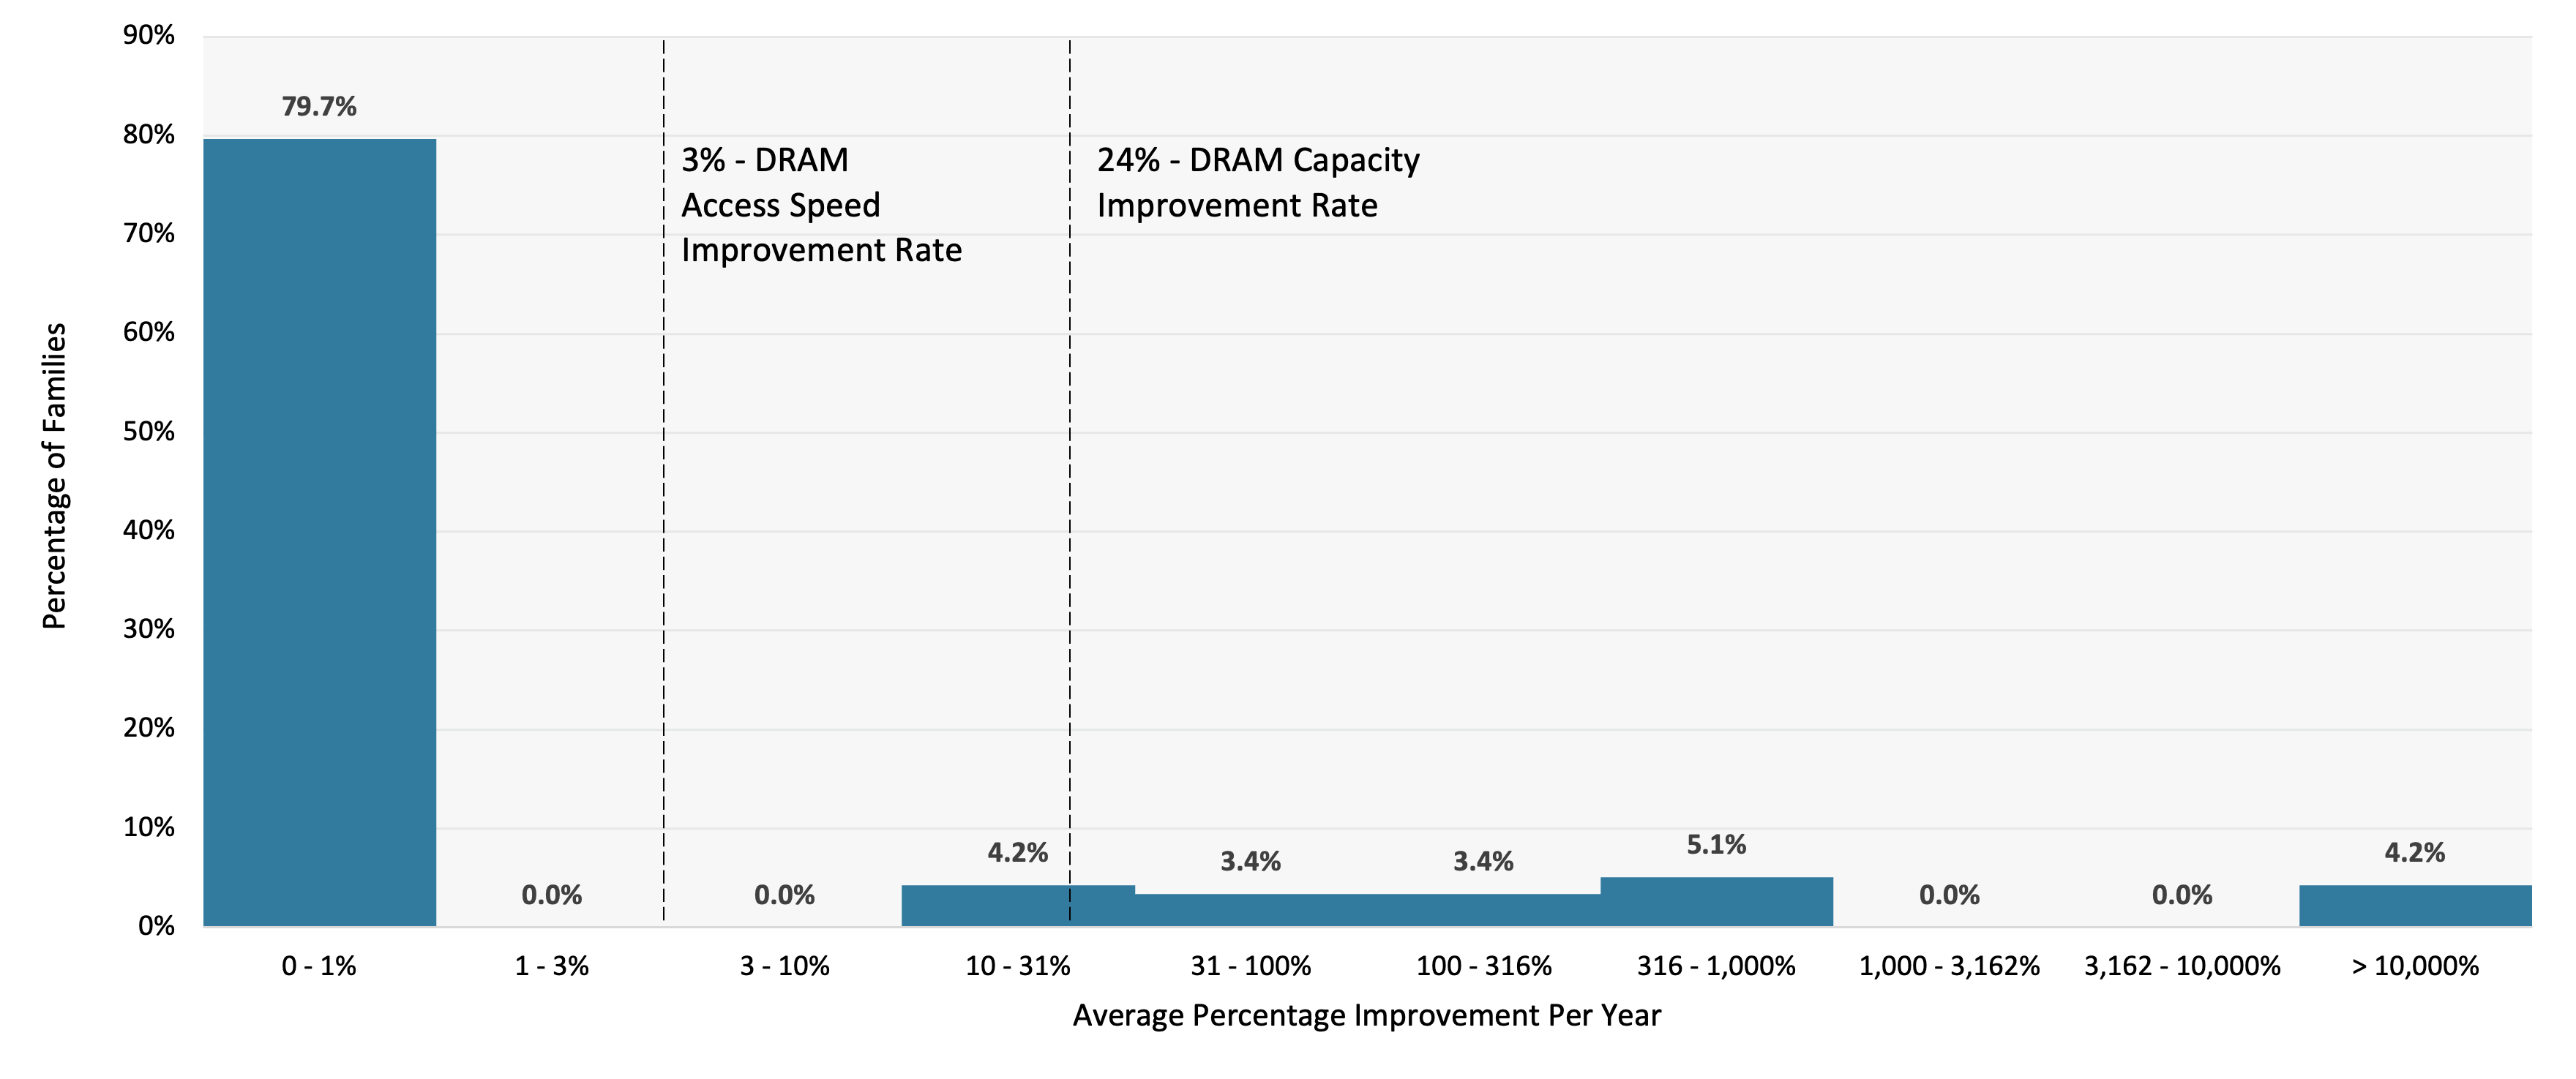 90%
80%
70%
60%
50%
40%
30%
20%
10%
0%
Percentage of Families
79.7%
0.0%
0.0%
4.2%
3.4%
3.4%
5.1%
0.0%
0.0%
4.2%
3% - DRAM
Access Speed
Improvement Rate
24% - DRAM Capacity
Improvement Rate
0 - 1%
1 - 3%
3 - 10%
10 - 31%
31 - 100%
100 - 316%
316 - 1,000%
1,000 - 3,162%
3,162 - 10,000%
> 10,000%
Average Percentage Improvement Per Year